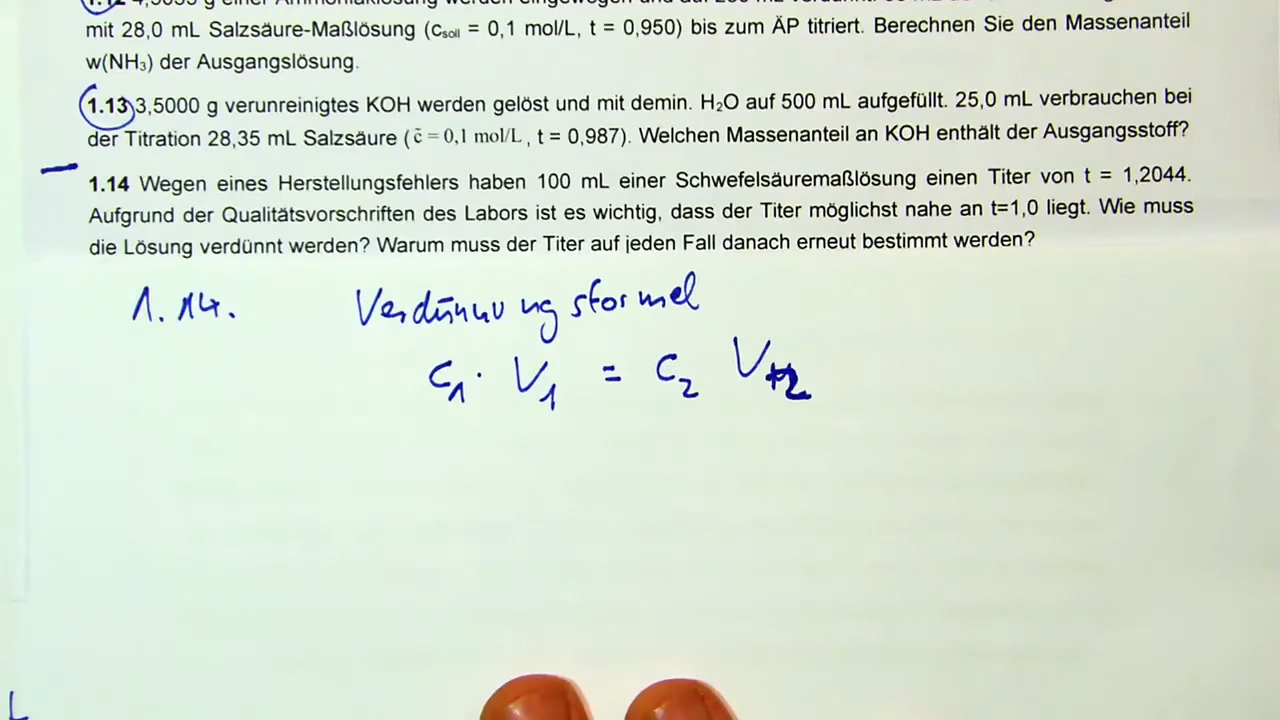 mit 28,0 mL Salzsäure-Maßlösung (csoll = 0,1 mol/L, t = 0,950) bis zum ÄP titriert. Berechnen Sie den Massenanteil
w(NH₃) der Ausgangslösung.
1.13 3,5000 g verunreinigtes KOH werden gelöst und mit demin. H₂O auf 500 mL aufgefüllt. 25,0 mL verbrauchen bei
der Titration 28,35 mL Salzsäure (c̃ = 0,1 mol/L , t = 0,987). Welchen Massenanteil an KOH enthält der Ausgangsstoff?
1.14 Wegen eines Herstellungsfehlers haben 100 mL einer Schwefelsäuremaßlösung einen Titer von t = 1,2044.
Aufgrund der Qualitätsvorschriften des Labors ist es wichtig, dass der Titer möglichst nahe an t=1,0 liegt. Wie muss
die Lösung verdünnt werden? Warum muss der Titer auf jeden Fall danach erneut bestimmt werden?
1.14. Verdünnungsformel
c₁ · V₁ = c₂ V₂